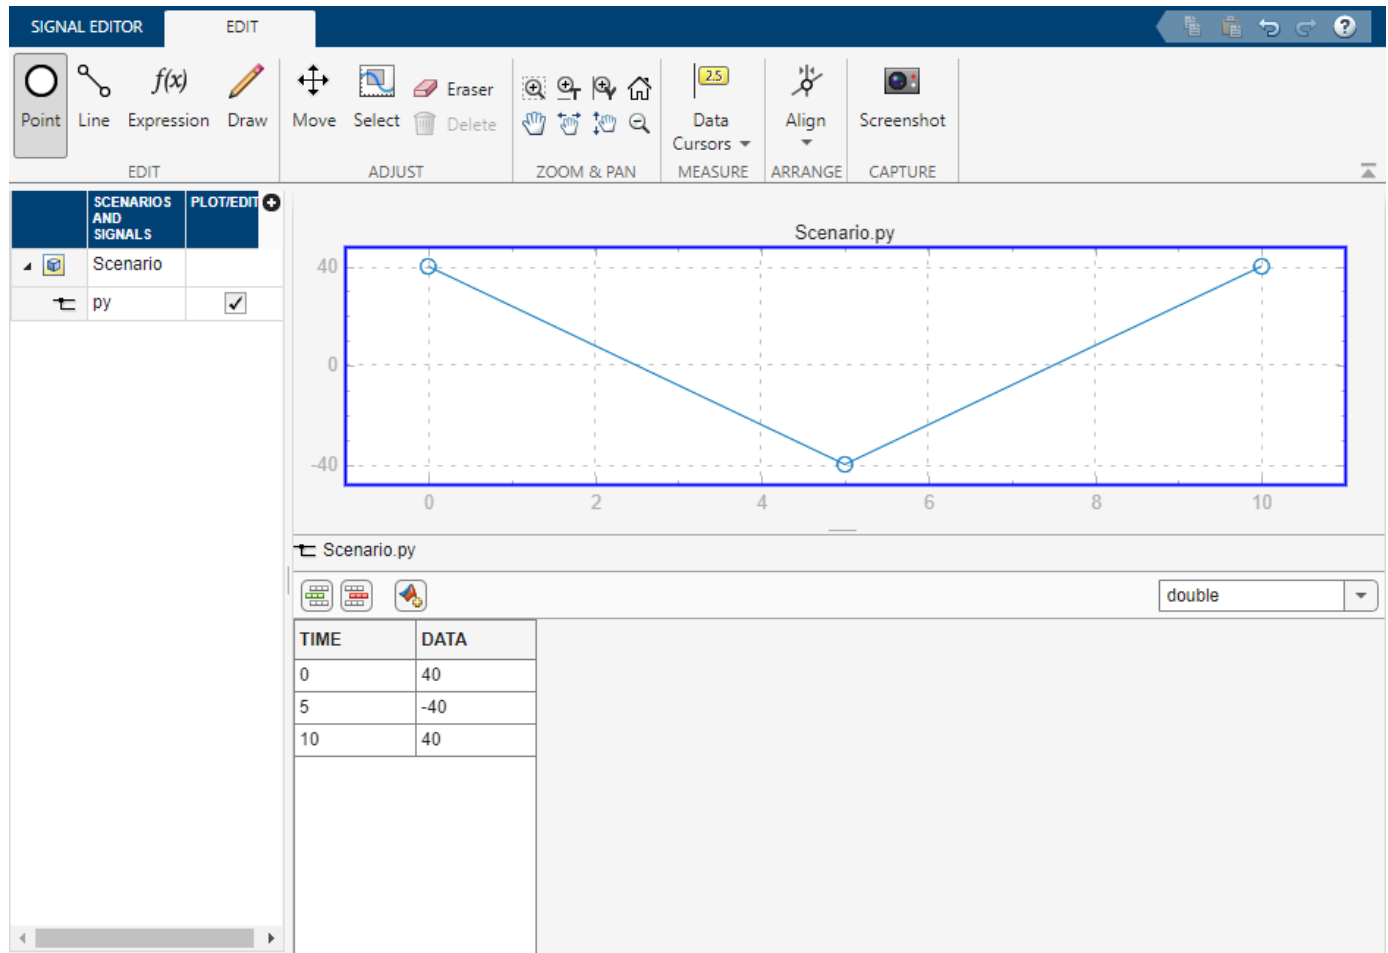 SIGNAL EDITOR EDIT
?
f(x) 2.5
Point Line Expression Draw Move Select Eraser Delete Data Cursors Align Screenshot
EDIT ADJUST ZOOM & PAN MEASURE ARRANGE CAPTURE
SCENARIOS AND SIGNALS PLOT/EDIT
Scenario
py
Scenario.py
40
0
-40
0 2 4 6 8 10
Scenario.py
double
TIME DATA
0 40
5 -40
10 40